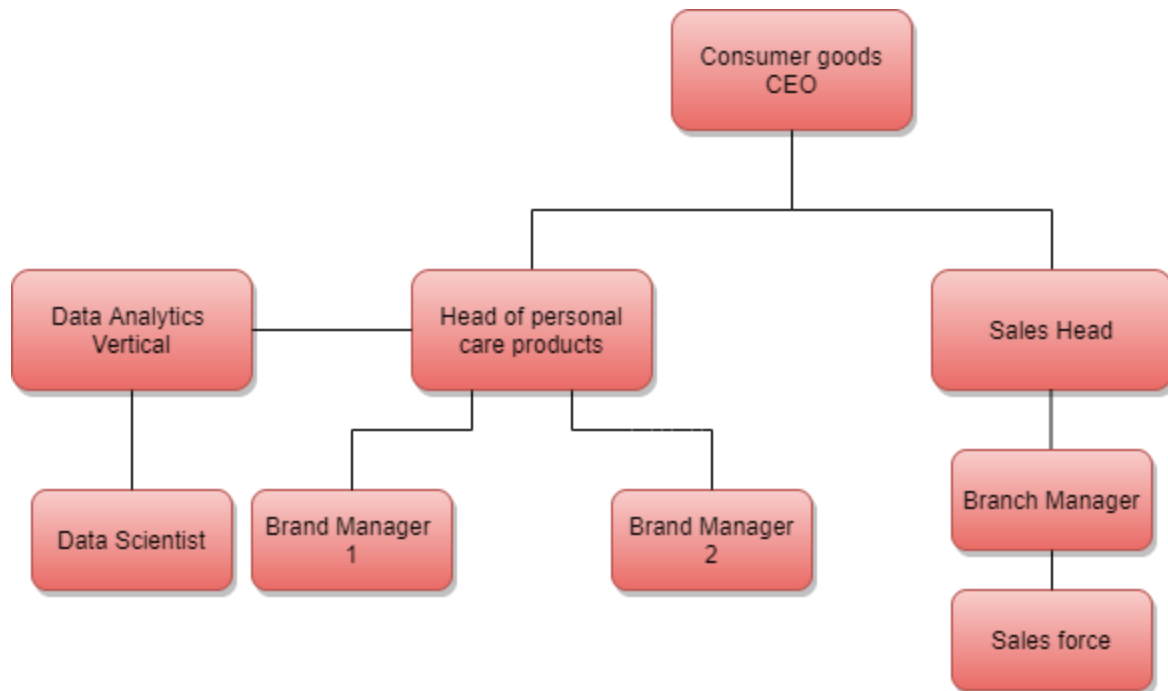 Consumer goods
CEO
Data Analytics
Vertical
Head of personal
care products
Sales Head
Data Scientist
Brand Manager
1
Brand Manager
2
Branch Manager
Sales force